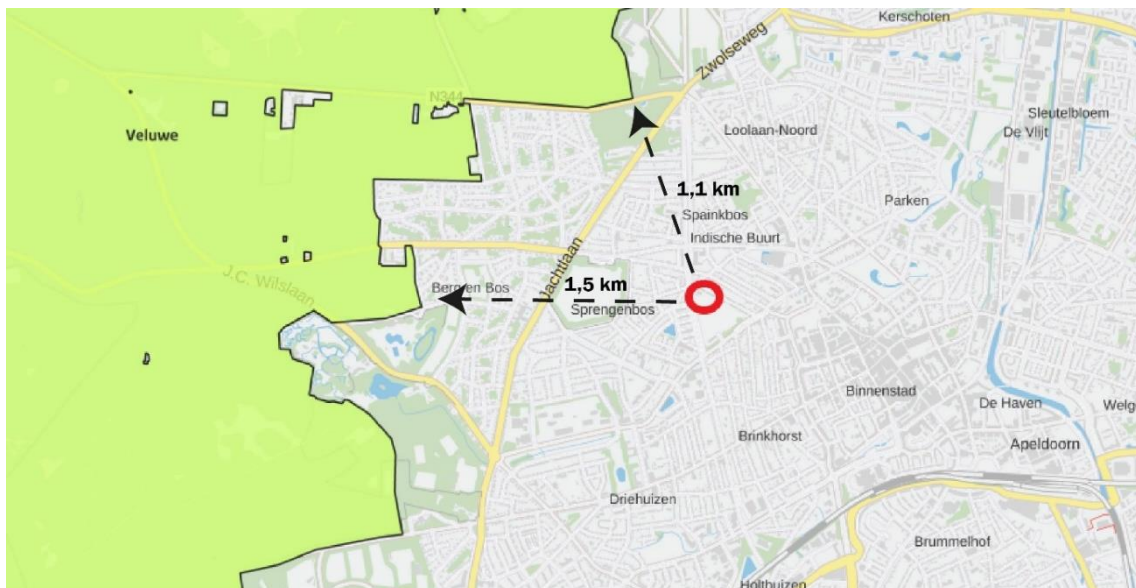 Kerschoten
Zwolseweg
N344
Sleutelbloem
Veluwe
Loolaan-Noord
De Vlijt
1,1 km
Parken
Spainkbos
Indische Buurt
Jachtlaan
J.C. Wilslaan
Berg en Bos
1,5 km
Sprengenbos
Binnenstad
De Haven
Welg
Brinkhorst
Apeldoorn
Driehuizen
Brummelhof
Holthuizen